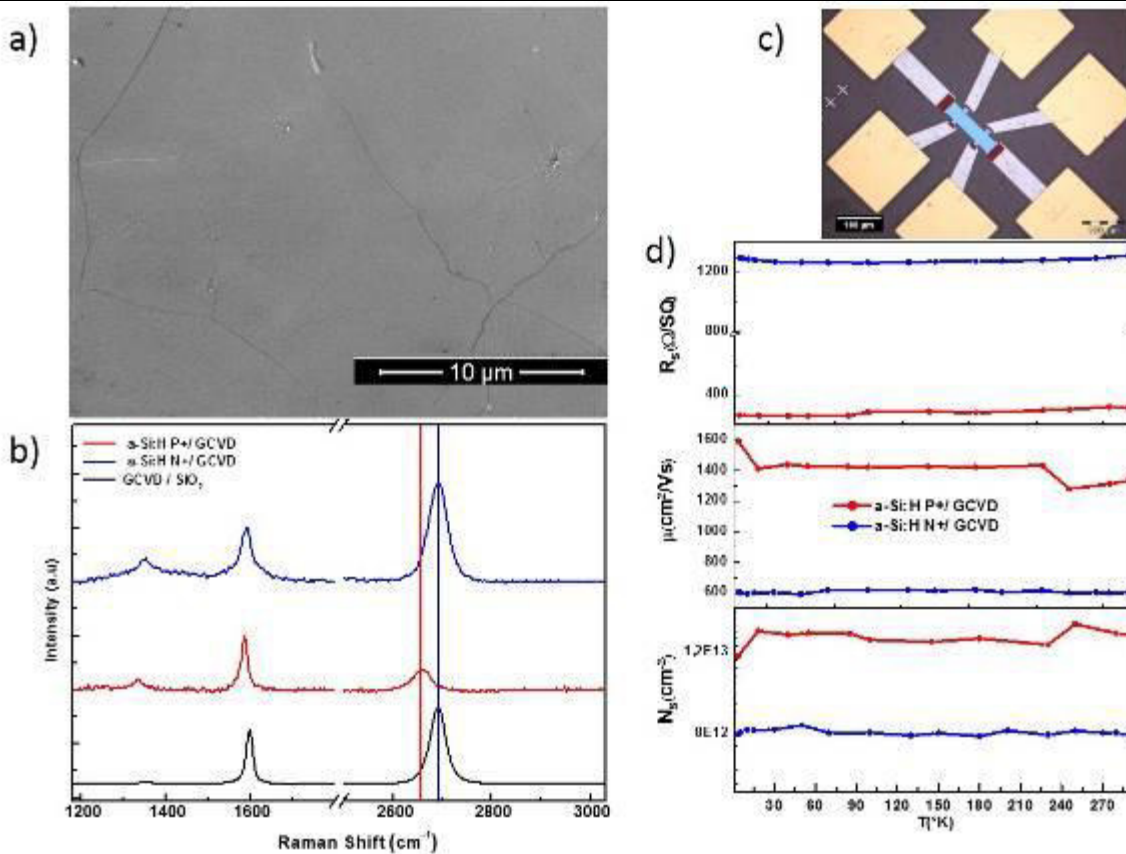 a)
10 µm
b)
a-Si:H P+/ GCVD
a-Si:H N+/ GCVD
GCVD / SiO2
Intensity (a.u)
1200
1600
2600
2800
3000
Raman Shift (cm-1)
c)
100 µm
d)
Rs(Ω/SQ)
1200
800
400
µ(cm2/Vs)
1600
1400
1200
800
600
a-Si:H P+/ GCVD
a-Si:H N+/ GCVD
Ns(cm-2)
1,2E13
8E12
30
60
90
120
150
180
210
240
270
T(°K)